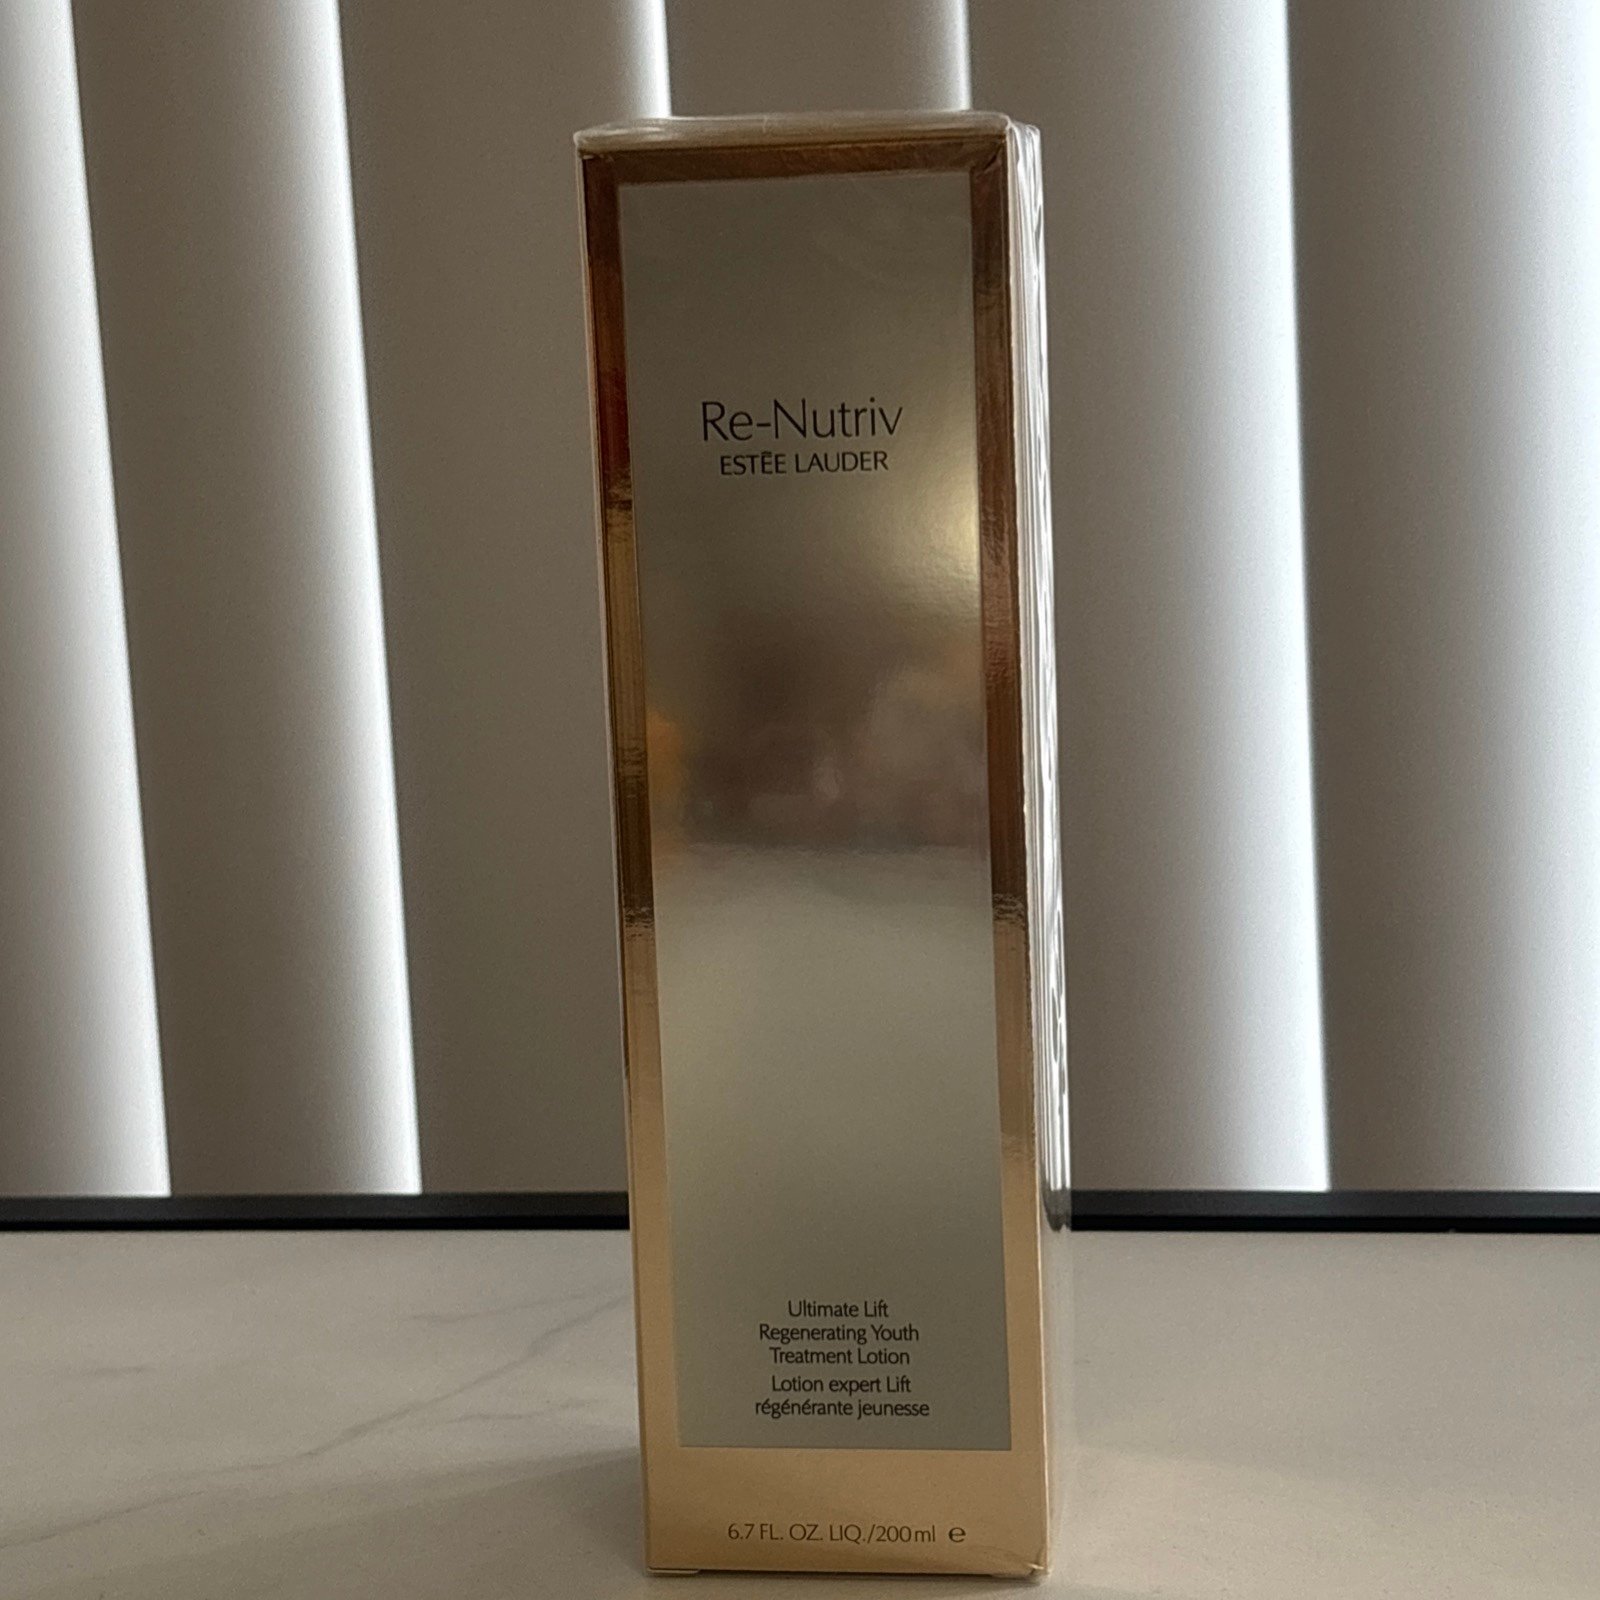 Re-Nutriv
ESTĒE LAUDER
Ultimate Lift
Regenerating Youth
Treatment Lotion
Lotion expert Lift
régénérante jeunesse
6.7 FL. OZ. LIQ./200ml ℮